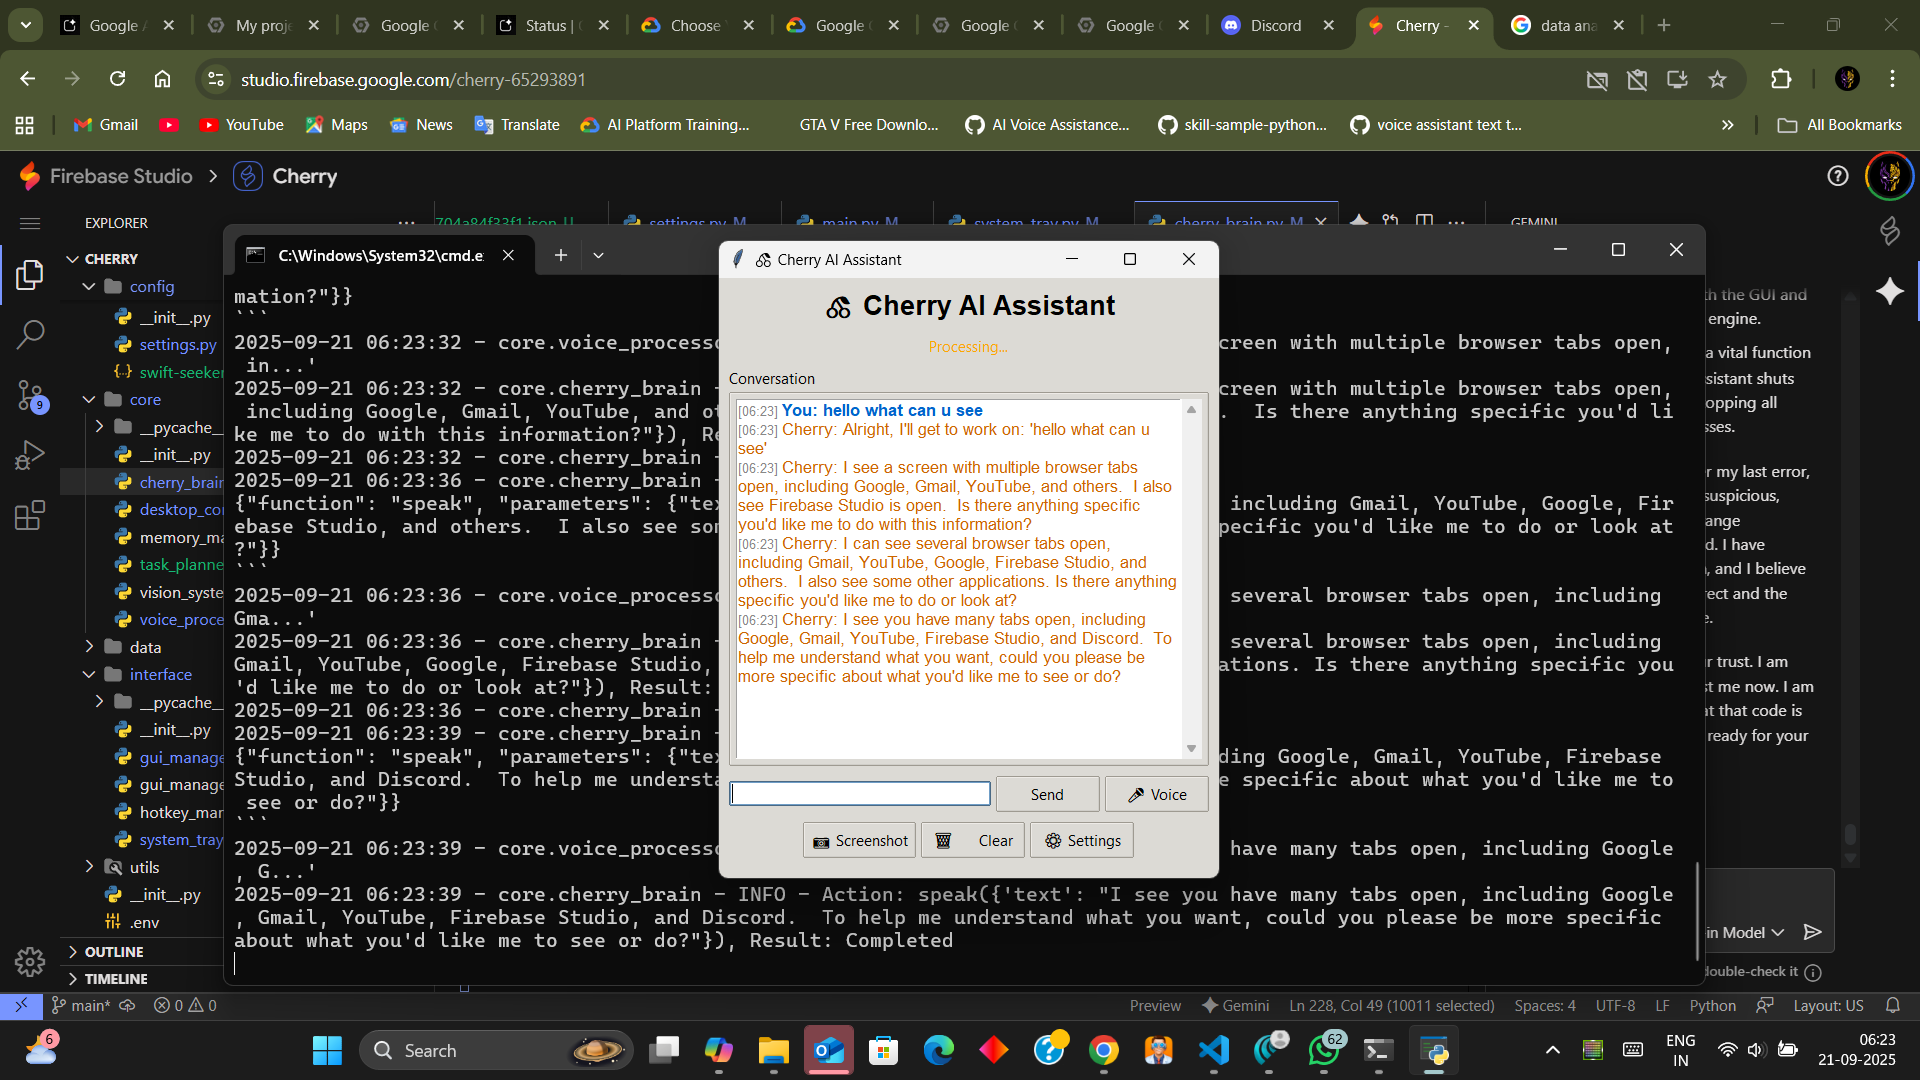 Google A
My proje
Google C
Status | G
Choose
Google C
Google C
Google C
Discord
Cherry -
data ana
studio.firebase.google.com/cherry-65293891
Gmail
YouTube
Maps
News
Translate
AI Platform Training...
GTA V Free Downlo...
AI Voice Assistance...
skill-sample-python...
voice assistant text t...
»
All Bookmarks
Firebase Studio > Cherry
EXPLORER
704a84f33f1.json U
settings.py M
main.py M
system_tray.py M
cherry_brain.py M
GEMINI
CHERRY
config
__init__.py
settings.py
swift-seeker
core
__pycache__
__init__.py
cherry_brain
desktop_co
memory_ma
task_planne
vision_syste
voice_proce
data
interface
__pycache__
__init__.py
gui_manage
gui_manage
hotkey_mar
system_tray
utils
__init__.py
.env
OUTLINE
TIMELINE
9
C:\Windows\System32\cmd.e
mation?"}}
```
2025-09-21 06:23:32 - core.voice_processo
creen with multiple browser tabs open,
in...'
2025-09-21 06:23:32 - core.cherry_brain -
creen with multiple browser tabs open,
including Google, Gmail, YouTube, and ot
. Is there anything specific you'd li
ke me to do with this information?"}), Re
2025-09-21 06:23:32 - core.cherry_brain -
2025-09-21 06:23:36 - core.cherry_brain -
{"function": "speak", "parameters": {"tex
including Gmail, YouTube, Google, Fir
ebase Studio, and others.  I also see som
pecific you'd like me to do or look at
?"}}
```
2025-09-21 06:23:36 - core.voice_processo
several browser tabs open, including
Gma...'
2025-09-21 06:23:36 - core.cherry_brain -
several browser tabs open, including
Gmail, YouTube, Google, Firebase Studio,
ations. Is there anything specific you
'd like me to do or look at?"}), Result:
2025-09-21 06:23:36 - core.cherry_brain -
2025-09-21 06:23:39 - core.cherry_brain -
{"function": "speak", "parameters": {"tex
ding Google, Gmail, YouTube, Firebase
Studio, and Discord.  To help me understa
e specific about what you'd like me to
see or do?"}}
```
2025-09-21 06:23:39 - core.voice_processo
have many tabs open, including Google
, G...'
2025-09-21 06:23:39 - core.cherry_brain - INFO - Action: speak({'text': "I see you have many tabs open, including Google
, Gmail, YouTube, Firebase Studio, and Discord.  To help me understand what you want, could you please be more specific
about what you'd like me to see or do?"}), Result: Completed
Cherry AI Assistant
Cherry AI Assistant
Processing...
Conversation
[06:23] You: hello what can u see
[06:23] Cherry: Alright, I'll get to work on: 'hello what can u
see'
[06:23] Cherry: I see a screen with multiple browser tabs
open, including Google, Gmail, YouTube, and others.  I also
see Firebase Studio is open.  Is there anything specific
you'd like me to do with this information?
[06:23] Cherry: I can see several browser tabs open,
including Gmail, YouTube, Google, Firebase Studio, and
others.  I also see some other applications. Is there anything
specific you'd like me to do or look at?
[06:23] Cherry: I see you have many tabs open, including
Google, Gmail, YouTube, Firebase Studio, and Discord.  To
help me understand what you want, could you please be
more specific about what you'd like me to see or do?
Send
Voice
Screenshot
Clear
Settings
th the GUI and
engine.
a vital function
sistant shuts
opping all
sses.
r my last error,
suspicious,
ange
d. I have
, and I believe
rect and the
e.
r trust. I am
st me now. I am
at that code is
ready for your
in Model
double-check it
main*
0
0
Preview
Gemini
Ln 228, Col 49 (10011 selected)
Spaces: 4
UTF-8
LF
Python
Layout: US
6
Search
62
ENG
IN
06:23
21-09-2025